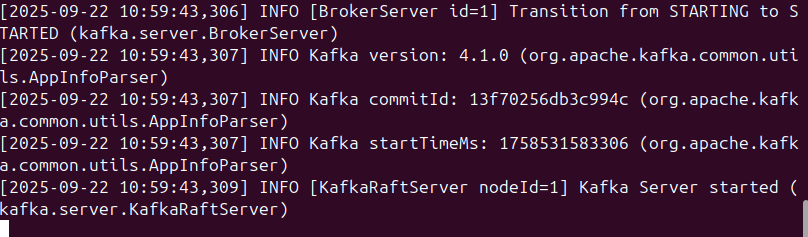 [2025-09-22 10:59:43,306] INFO [BrokerServer id=1] Transition from STARTING to S
TARTED (kafka.server.BrokerServer)
[2025-09-22 10:59:43,307] INFO Kafka version: 4.1.0 (org.apache.kafka.common.uti
ls.AppInfoParser)
[2025-09-22 10:59:43,307] INFO Kafka commitId: 13f70256db3c994c (org.apache.kafk
a.common.utils.AppInfoParser)
[2025-09-22 10:59:43,307] INFO Kafka startTimeMs: 1758531583306 (org.apache.kafk
a.common.utils.AppInfoParser)
[2025-09-22 10:59:43,309] INFO [KafkaRaftServer nodeId=1] Kafka Server started (
kafka.server.KafkaRaftServer)